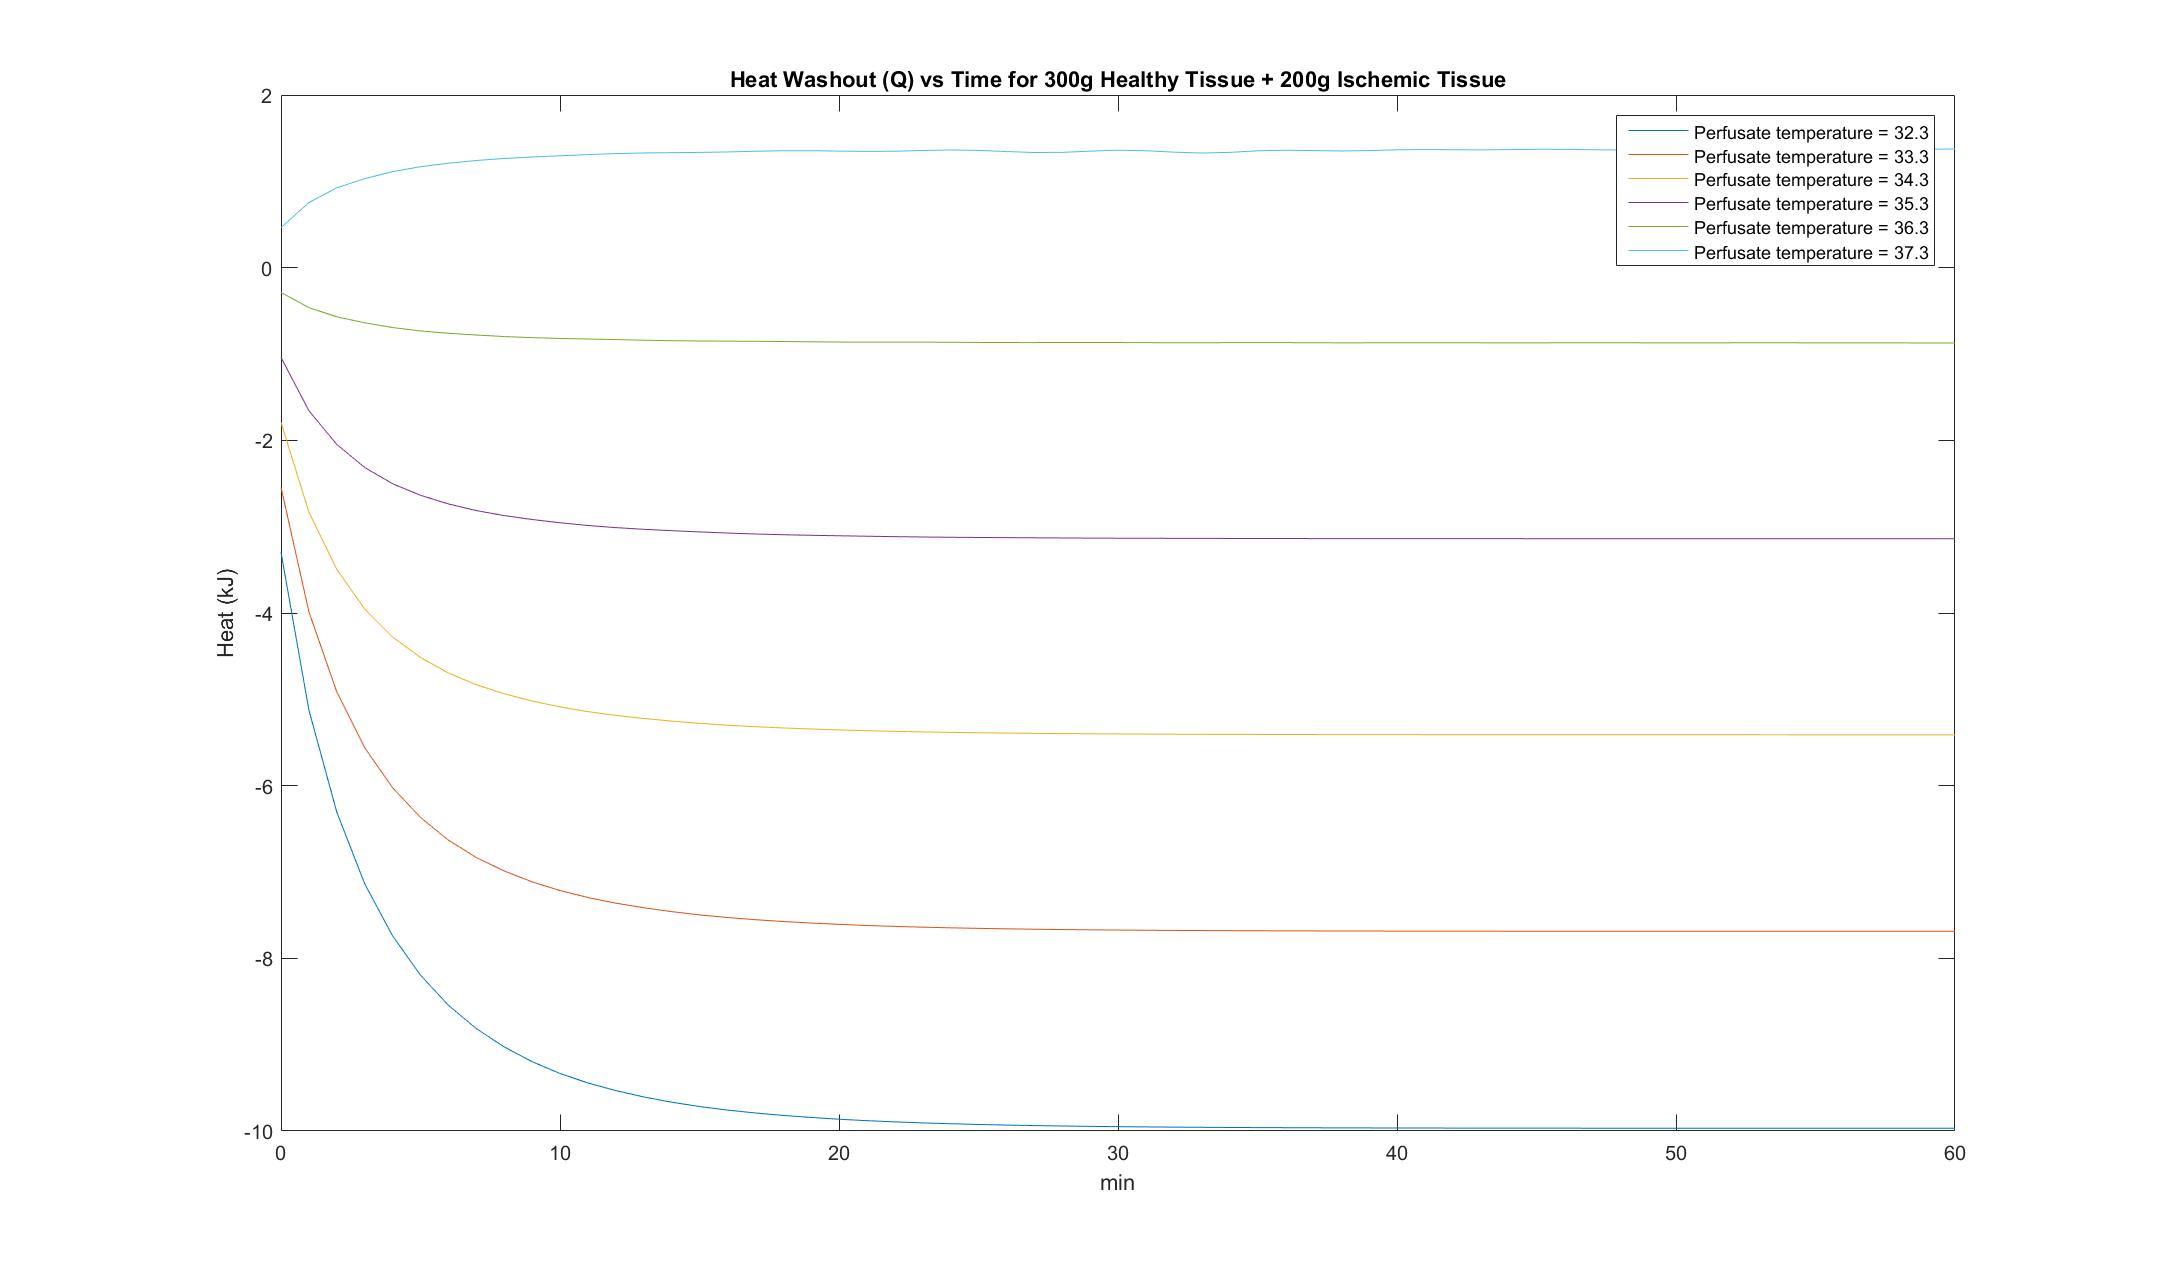 Heat Washout (Q) vs Time for 300g Healthy Tissue + 200g Ischemic Tissue
2
Perfusate temperature = 32.3
Perfusate temperature = 33.3
Perfusate temperature = 34.3
Perfusate temperature = 35.3
Perfusate temperature = 36.3
Perfusate temperature = 37.3
0
-2
-4
-6
-8
-10
Heat (kJ)
0 10 20 30 40 50 60
min